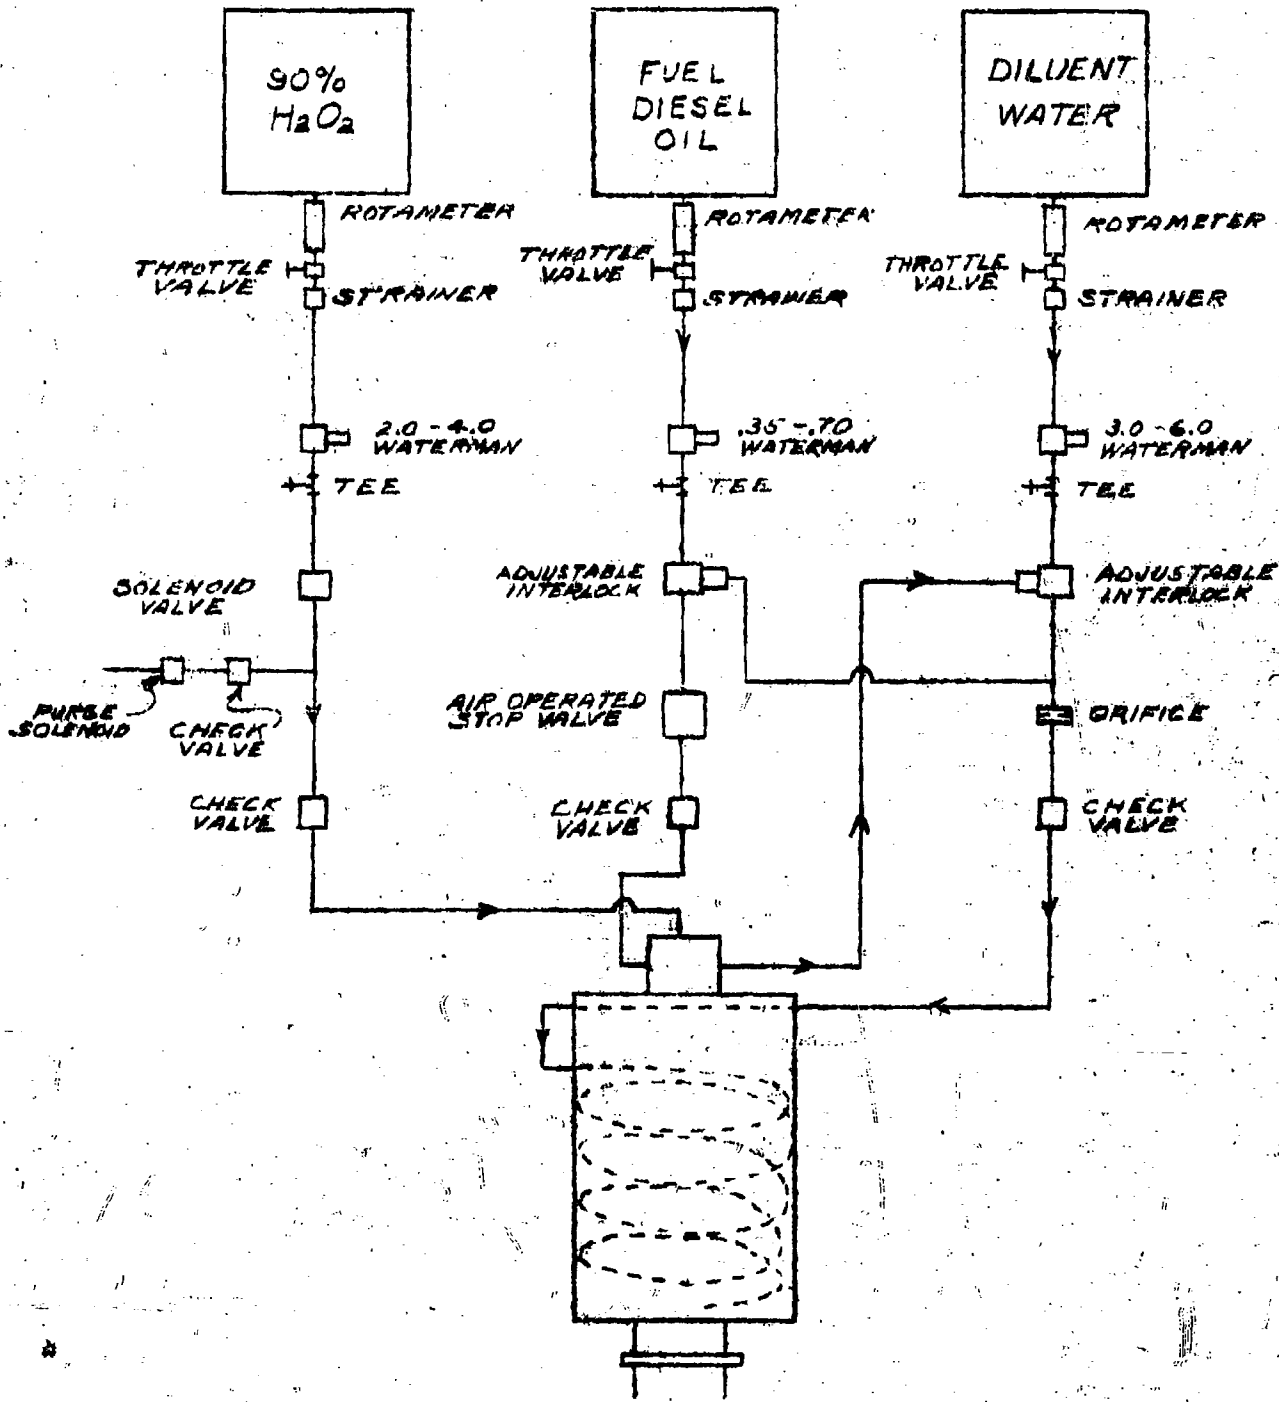 90%
H2O2
FUEL
DIESEL
OIL
DILUENT
WATER
ROTAMETER
ROTAMETER
ROTAMETER
THROTTLE
VALVE
THROTTLE
VALVE
THROTTLE
VALVE
STRAINER
STRAINER
STRAINER
2.0 - 4.0
WATERMAN
.35 - .70
WATERMAN
3.0 - 6.0
WATERMAN
TEE
TEE
TEE
SOLENOID
VALVE
ADJUSTABLE
INTERLOCK
ADJUSTABLE
INTERLOCK
PURGE
SOLENOID
CHECK
VALVE
AIR OPERATED
STOP VALVE
ORIFICE
CHECK
VALVE
CHECK
VALVE
CHECK
VALVE